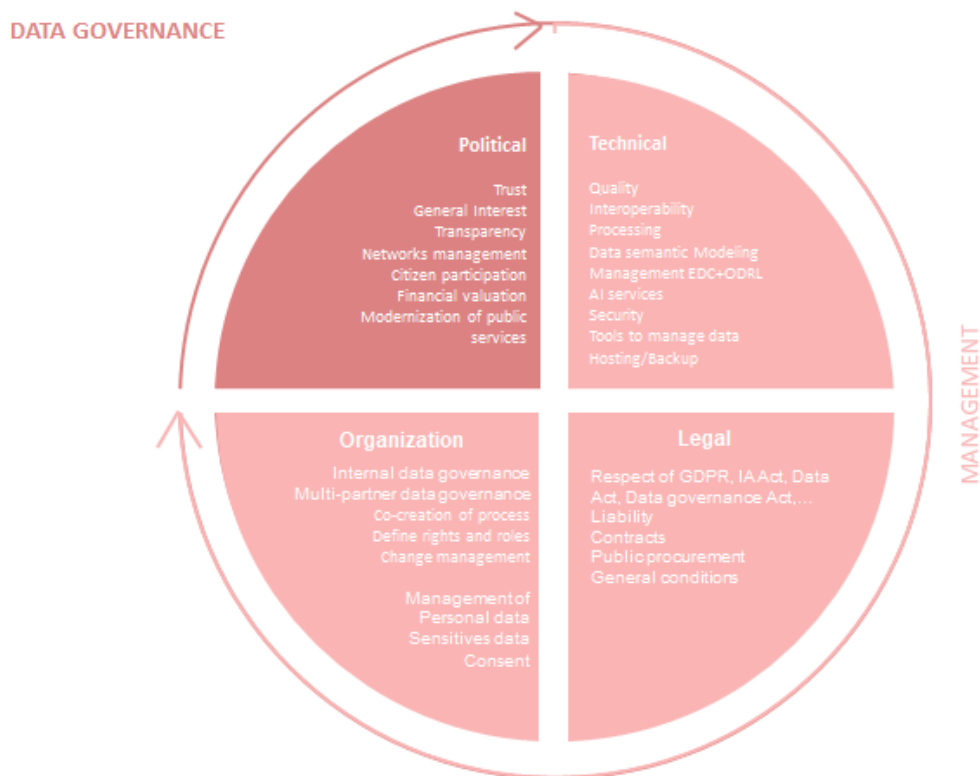 DATA GOVERNANCE
Political
Trust
General Interest
Transparency
Networks management
Citizen participation
Financial valuation
Modernization of public
services
Technical
Quality
Interoperability
Processing
Data semantic Modeling
Management EDC+ODRL
AI services
Security
Tools to manage data
Hosting/Backup
MANAGEMENT
Organization
Internal data governance
Multi-partner data governance
Co-creation of process
Define rights and roles
Change management
Management of
Personal data
Sensitives data
Consent
Legal
Respect of GDPR, IA Act, Data
Act, Data governance Act,...
Liability
Contracts
Public procurement
General conditions